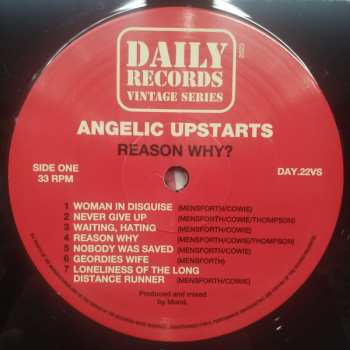 DAILY
RECORDS
VINTAGE SERIES
ANGELIC UPSTARTS
REASON WHY?
SIDE ONE
33 RPM
DAY.22VS
1 WOMAN IN DISGUISE (MENSFORTH/COWIE)
2 NEVER GIVE UP (MENSFORTH/COWIE/THOMPSON)
3 WAITING, HATING (MENSFORTH/COWIE)
4 REASON WHY (MENSFORTH/COWIE/THOMPSON)
5 NOBODY WAS SAVED (MENSFORTH/COWIE)
6 GEORDIES WIFE (MENSFORTH)
7 LONELINESS OF THE LONG
DISTANCE RUNNER (MENSFORTH/COWIE)
Produced and mixed
by Mond.